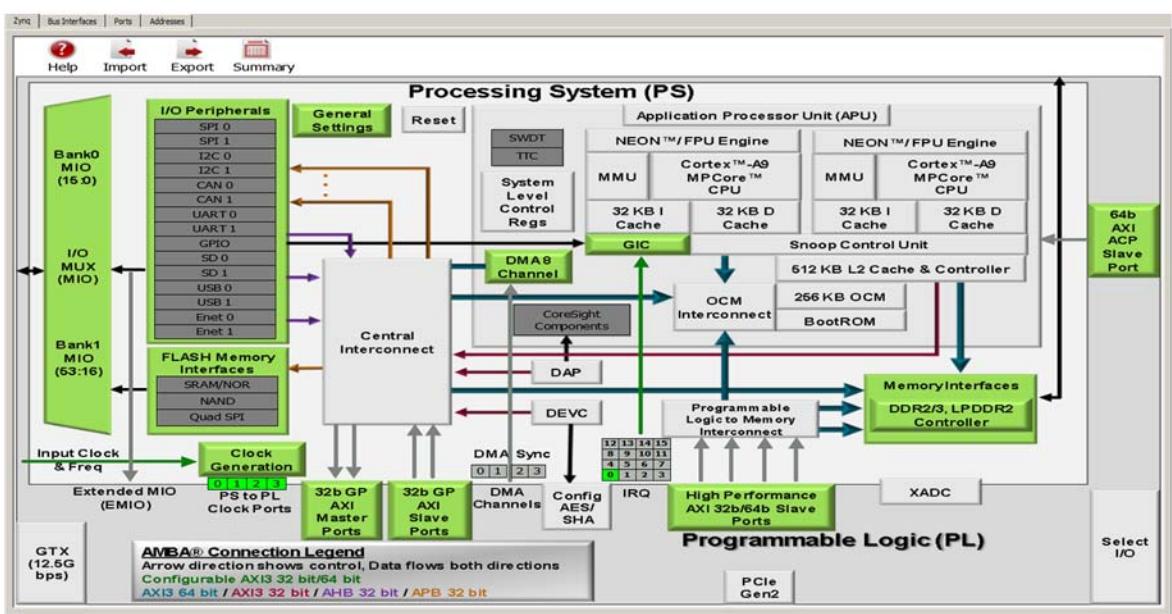 Zynq
Bus Interfaces
Ports
Addresses
Help
Import
Export
Summary
Processing System (PS)
Bank0
MIO
(15:0)
I/O
MUX
(MIO)
Bank1
MIO
(53:16)
I/O Peripherals
SPI 0
SPI 1
I2C 0
I2C 1
CAN 0
CAN 1
UART 0
UART 1
GPIO
SD 0
SD 1
USB 0
USB 1
Enet 0
Enet 1
FLASH Memory
Interfaces
SRAM/NOR
NAND
Quad SPI
General
Settings
Reset
SWDT
TTC
System
Level
Control
Regs
Application Processor Unit (APU)
NEON™/FPU Engine
MMU
Cortex™-A9
MPCore™
CPU
32 KB I
Cache
32 KB D
Cache
NEON™/FPU Engine
MMU
Cortex™-A9
MPCore™
CPU
32 KB I
Cache
32 KB D
Cache
GIC
Snoop Control Unit
DMA8
Channel
512 KB L2 Cache & Controller
OCM
Interconnect
256 KB OCM
BootROM
CoreSight
Components
Central
Interconnect
DAP
DEVC
Programmable
Logic to Memory
Interconnect
Memory Interfaces
DDR2/3, LPDDR2
Controller
64b
AXI
ACP
Slave
Port
Input Clock
& Freq
Clock
Generation
0 1 2 3
PS to PL
Clock Ports
Extended MIO
(EMIO)
32b GP
AXI
Master
Ports
32b GP
AXI
Slave
Ports
DMA Sync
0 1 2 3
DMA
Channels
Config
AES/
SHA
12 13 14 15
8 9 10 11
4 5 6 7
0 1 2 3
IRQ
High Performance
AXI 32b/64b Slave
Ports
XADC
Programmable Logic (PL)
GTX
(12.5G
bps)
AMBA® Connection Legend
Arrow direction shows control, Data flows both directions
Configurable AXI3 32 bit/64 bit
AXI3 64 bit / AXI3 32 bit / AHB 32 bit / APB 32 bit
PCIe
Gen2
Select
I/O